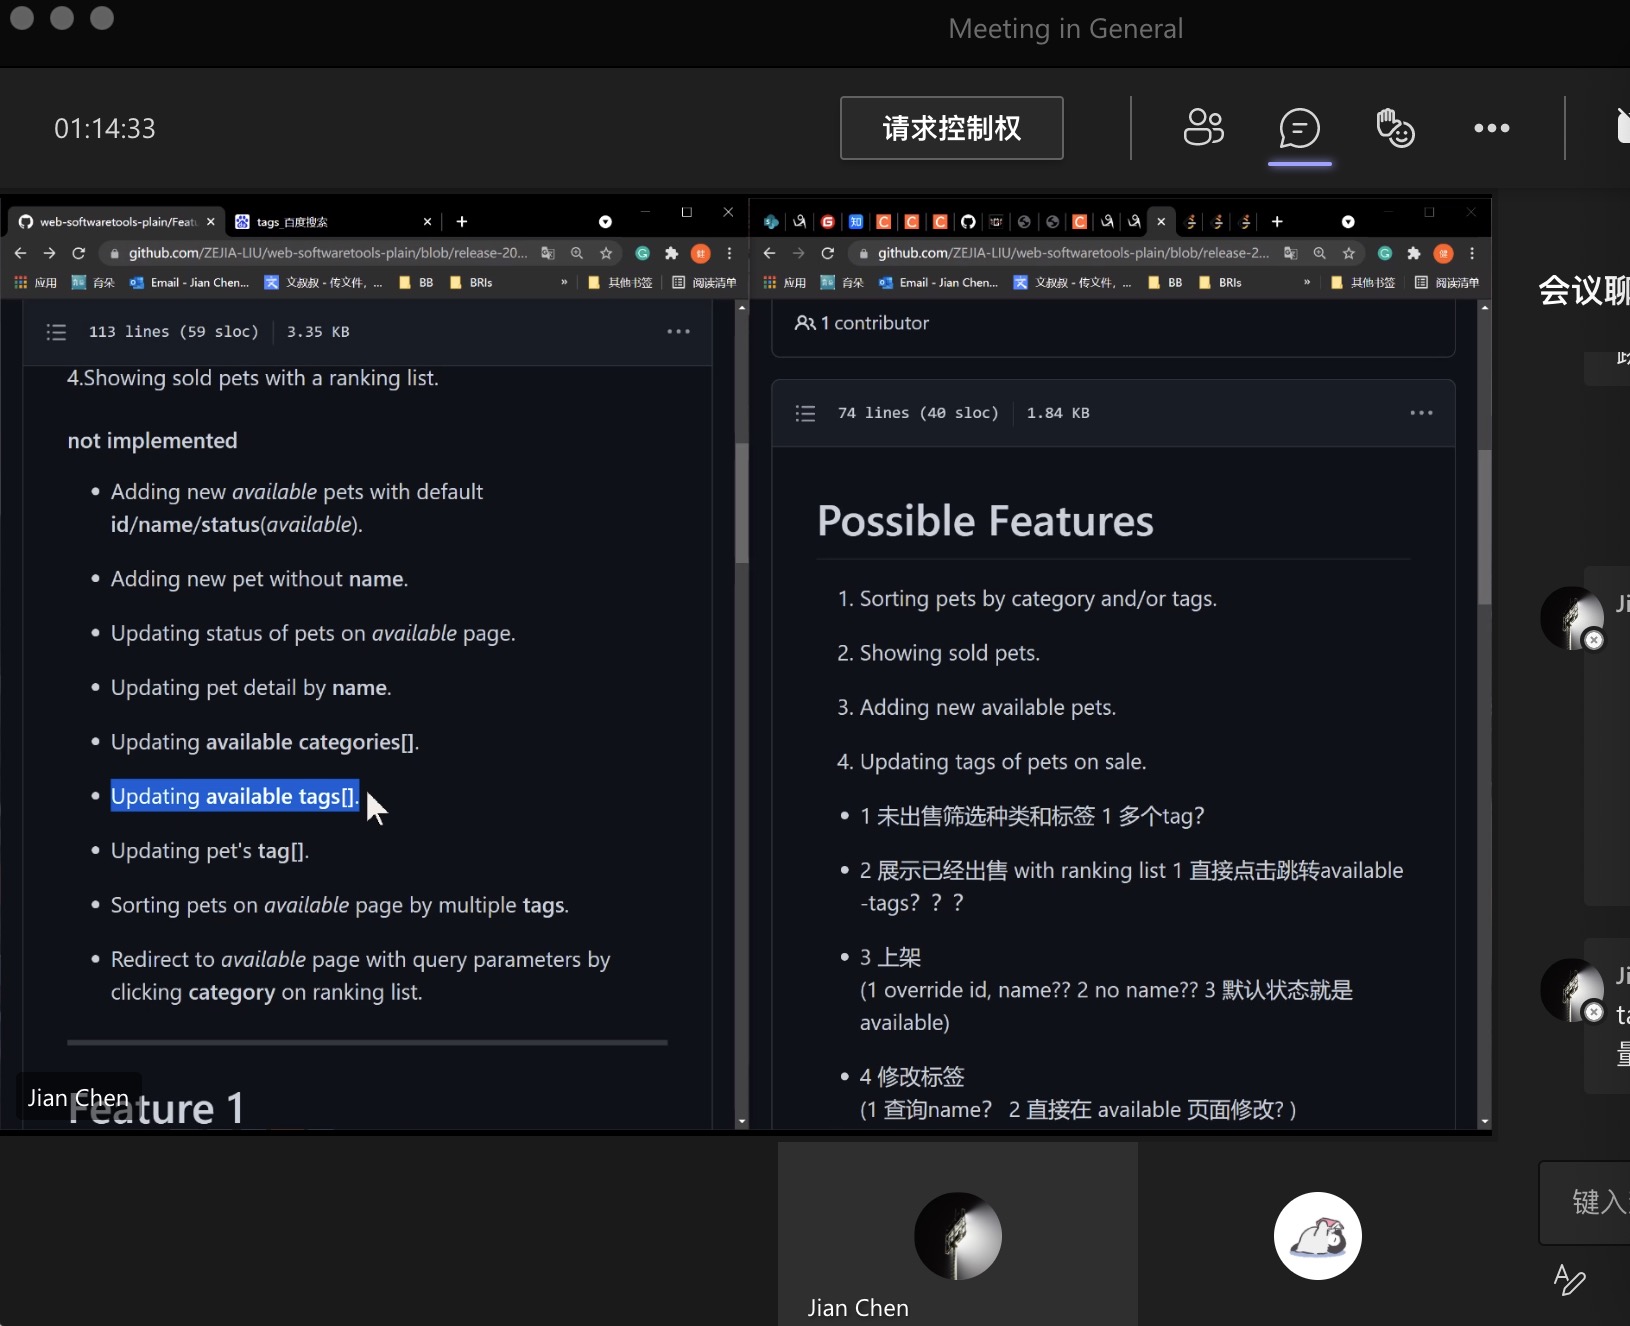 Meeting in General
01:14:33
请求控制权
web-softwaretools-plain/Featu
tags_百度搜索
github.com/ZEJIA-LIU/web-softwaretools-plain/blob/release-20...
应用
育朵
Email - Jian Chen...
文叔叔 - 传文件，...
BB
BRIs
»
其他书签
阅读清单
113 lines (59 sloc)
3.35 KB
4.Showing sold pets with a ranking list.
not implemented
• Adding new available pets with default
id/name/status(available).
• Adding new pet without name.
• Updating status of pets on available page.
• Updating pet detail by name.
• Updating available categories[].
• Updating available tags[].
• Updating pet's tag[].
• Sorting pets on available page by multiple tags.
• Redirect to available page with query parameters by
clicking category on ranking list.
Feature 1
Jian Chen
github.com/ZEJIA-LIU/web-softwaretools-plain/blob/release-2...
应用
育朵
Email - Jian Chen...
文叔叔 - 传文件，...
BB
BRIs
»
其他书签
阅读清单
1 contributor
74 lines (40 sloc)
1.84 KB
Possible Features
1. Sorting pets by category and/or tags.
2. Showing sold pets.
3. Adding new available pets.
4. Updating tags of pets on sale.
• 1 未出售筛选种类和标签 1 多个tag？
• 2 展示已经出售 with ranking list 1 直接点击跳转available
-tags？？？
• 3 上架
(1 override id, name?? 2 no name?? 3 默认状态就是
available)
• 4 修改标签
(1 查询name？ 2 直接在 available 页面修改? )
会议聊
Ji
Ji
ta
量
键入
Jian Chen